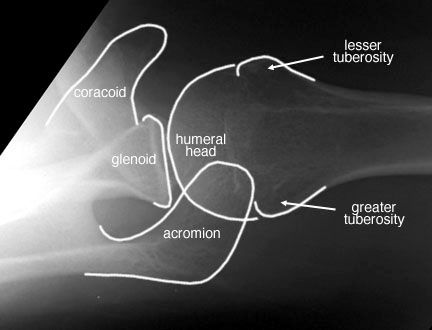 lesser
tuberosity
coracoid
humeral
head
glenoid
greater
tuberosity
acromion